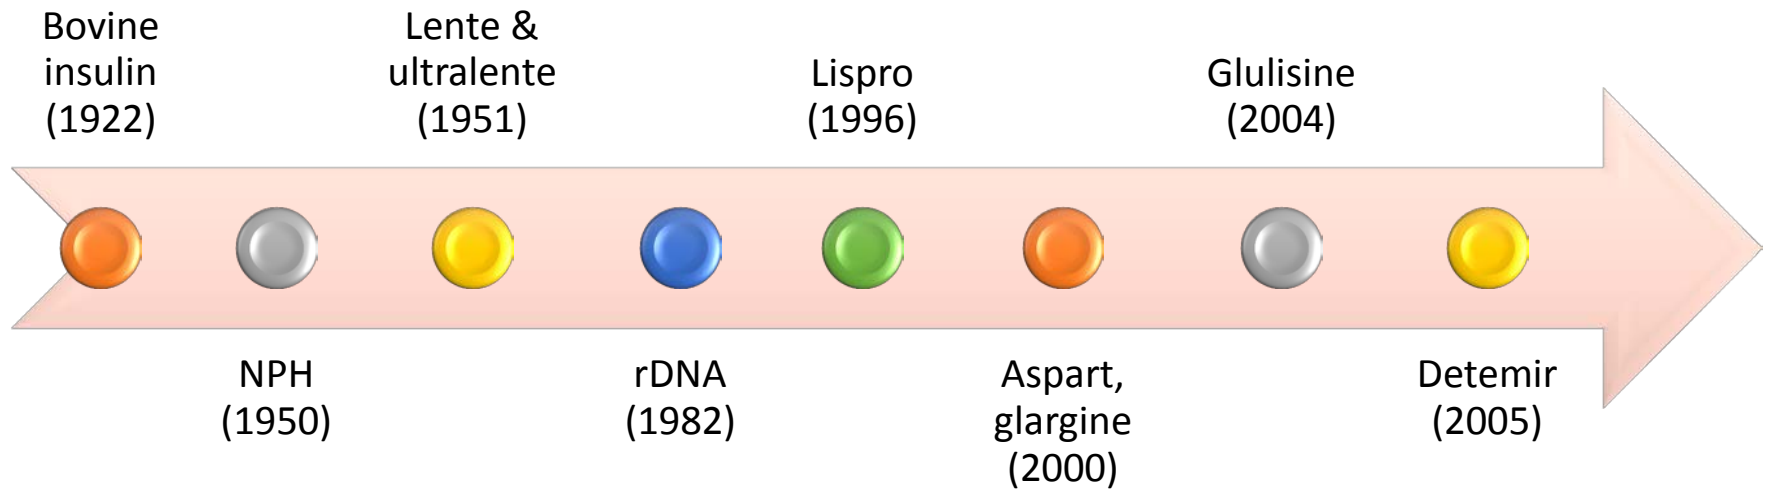 Bovine
insulin
(1922)
NPH
(1950)
Lente &
ultralente
(1951)
rDNA
(1982)
Lispro
(1996)
Aspart,
glargine
(2000)
Glulisine
(2004)
Detemir
(2005)